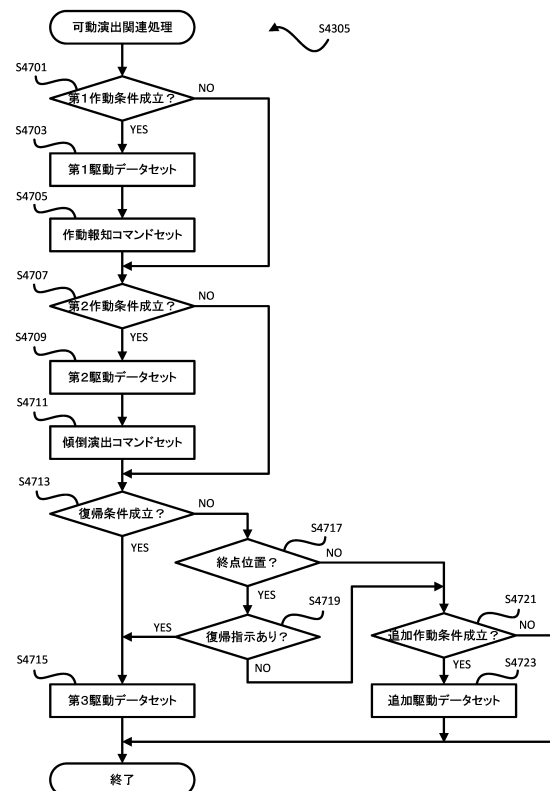 可動演出関連処理
S4305
S4701
第1作動条件成立？
NO
YES
S4703
第1駆動データセット
S4705
作動報知コマンドセット
S4707
第2作動条件成立？
NO
YES
S4709
第2駆動データセット
S4711
傾倒演出コマンドセット
S4713
復帰条件成立？
NO
YES
S4717
終点位置？
NO
YES
S4719
復帰指示あり？
YES
NO
S4721
追加作動条件成立？
NO
YES
S4715
第3駆動データセット
S4723
追加駆動データセット
終了